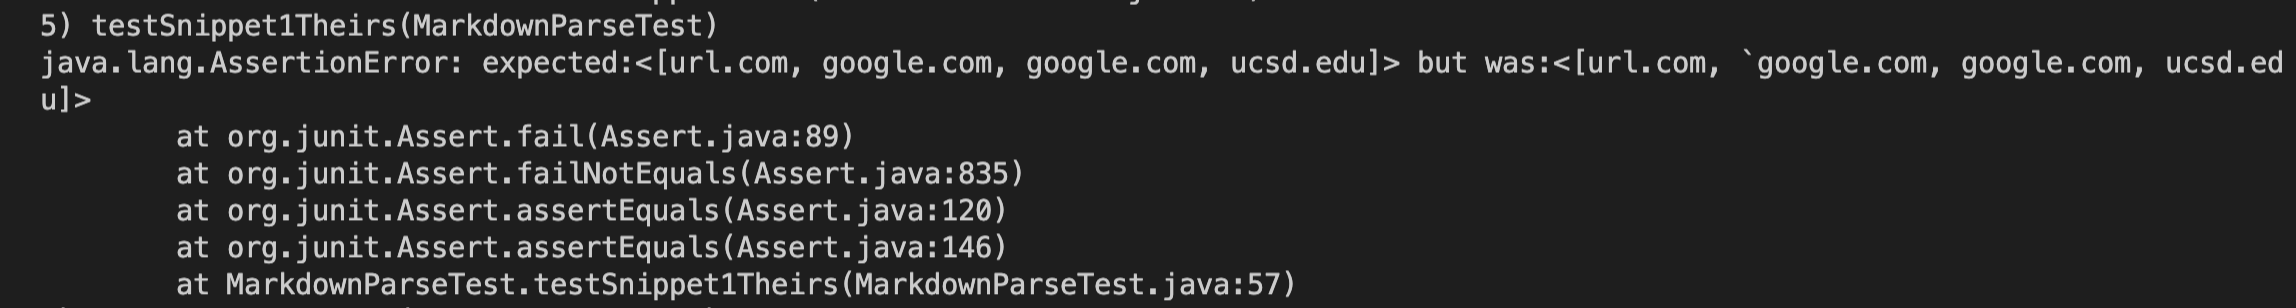 5) testSnippet1Theirs(MarkdownParseTest)
java.lang.AssertionError: expected:<[url.com, google.com, google.com, ucsd.edu]> but was:<[url.com, `google.com, google.com, ucsd.ed
u]>
at org.junit.Assert.fail(Assert.java:89)
at org.junit.Assert.failNotEquals(Assert.java:835)
at org.junit.Assert.assertEquals(Assert.java:120)
at org.junit.Assert.assertEquals(Assert.java:146)
at MarkdownParseTest.testSnippet1Theirs(MarkdownParseTest.java:57)